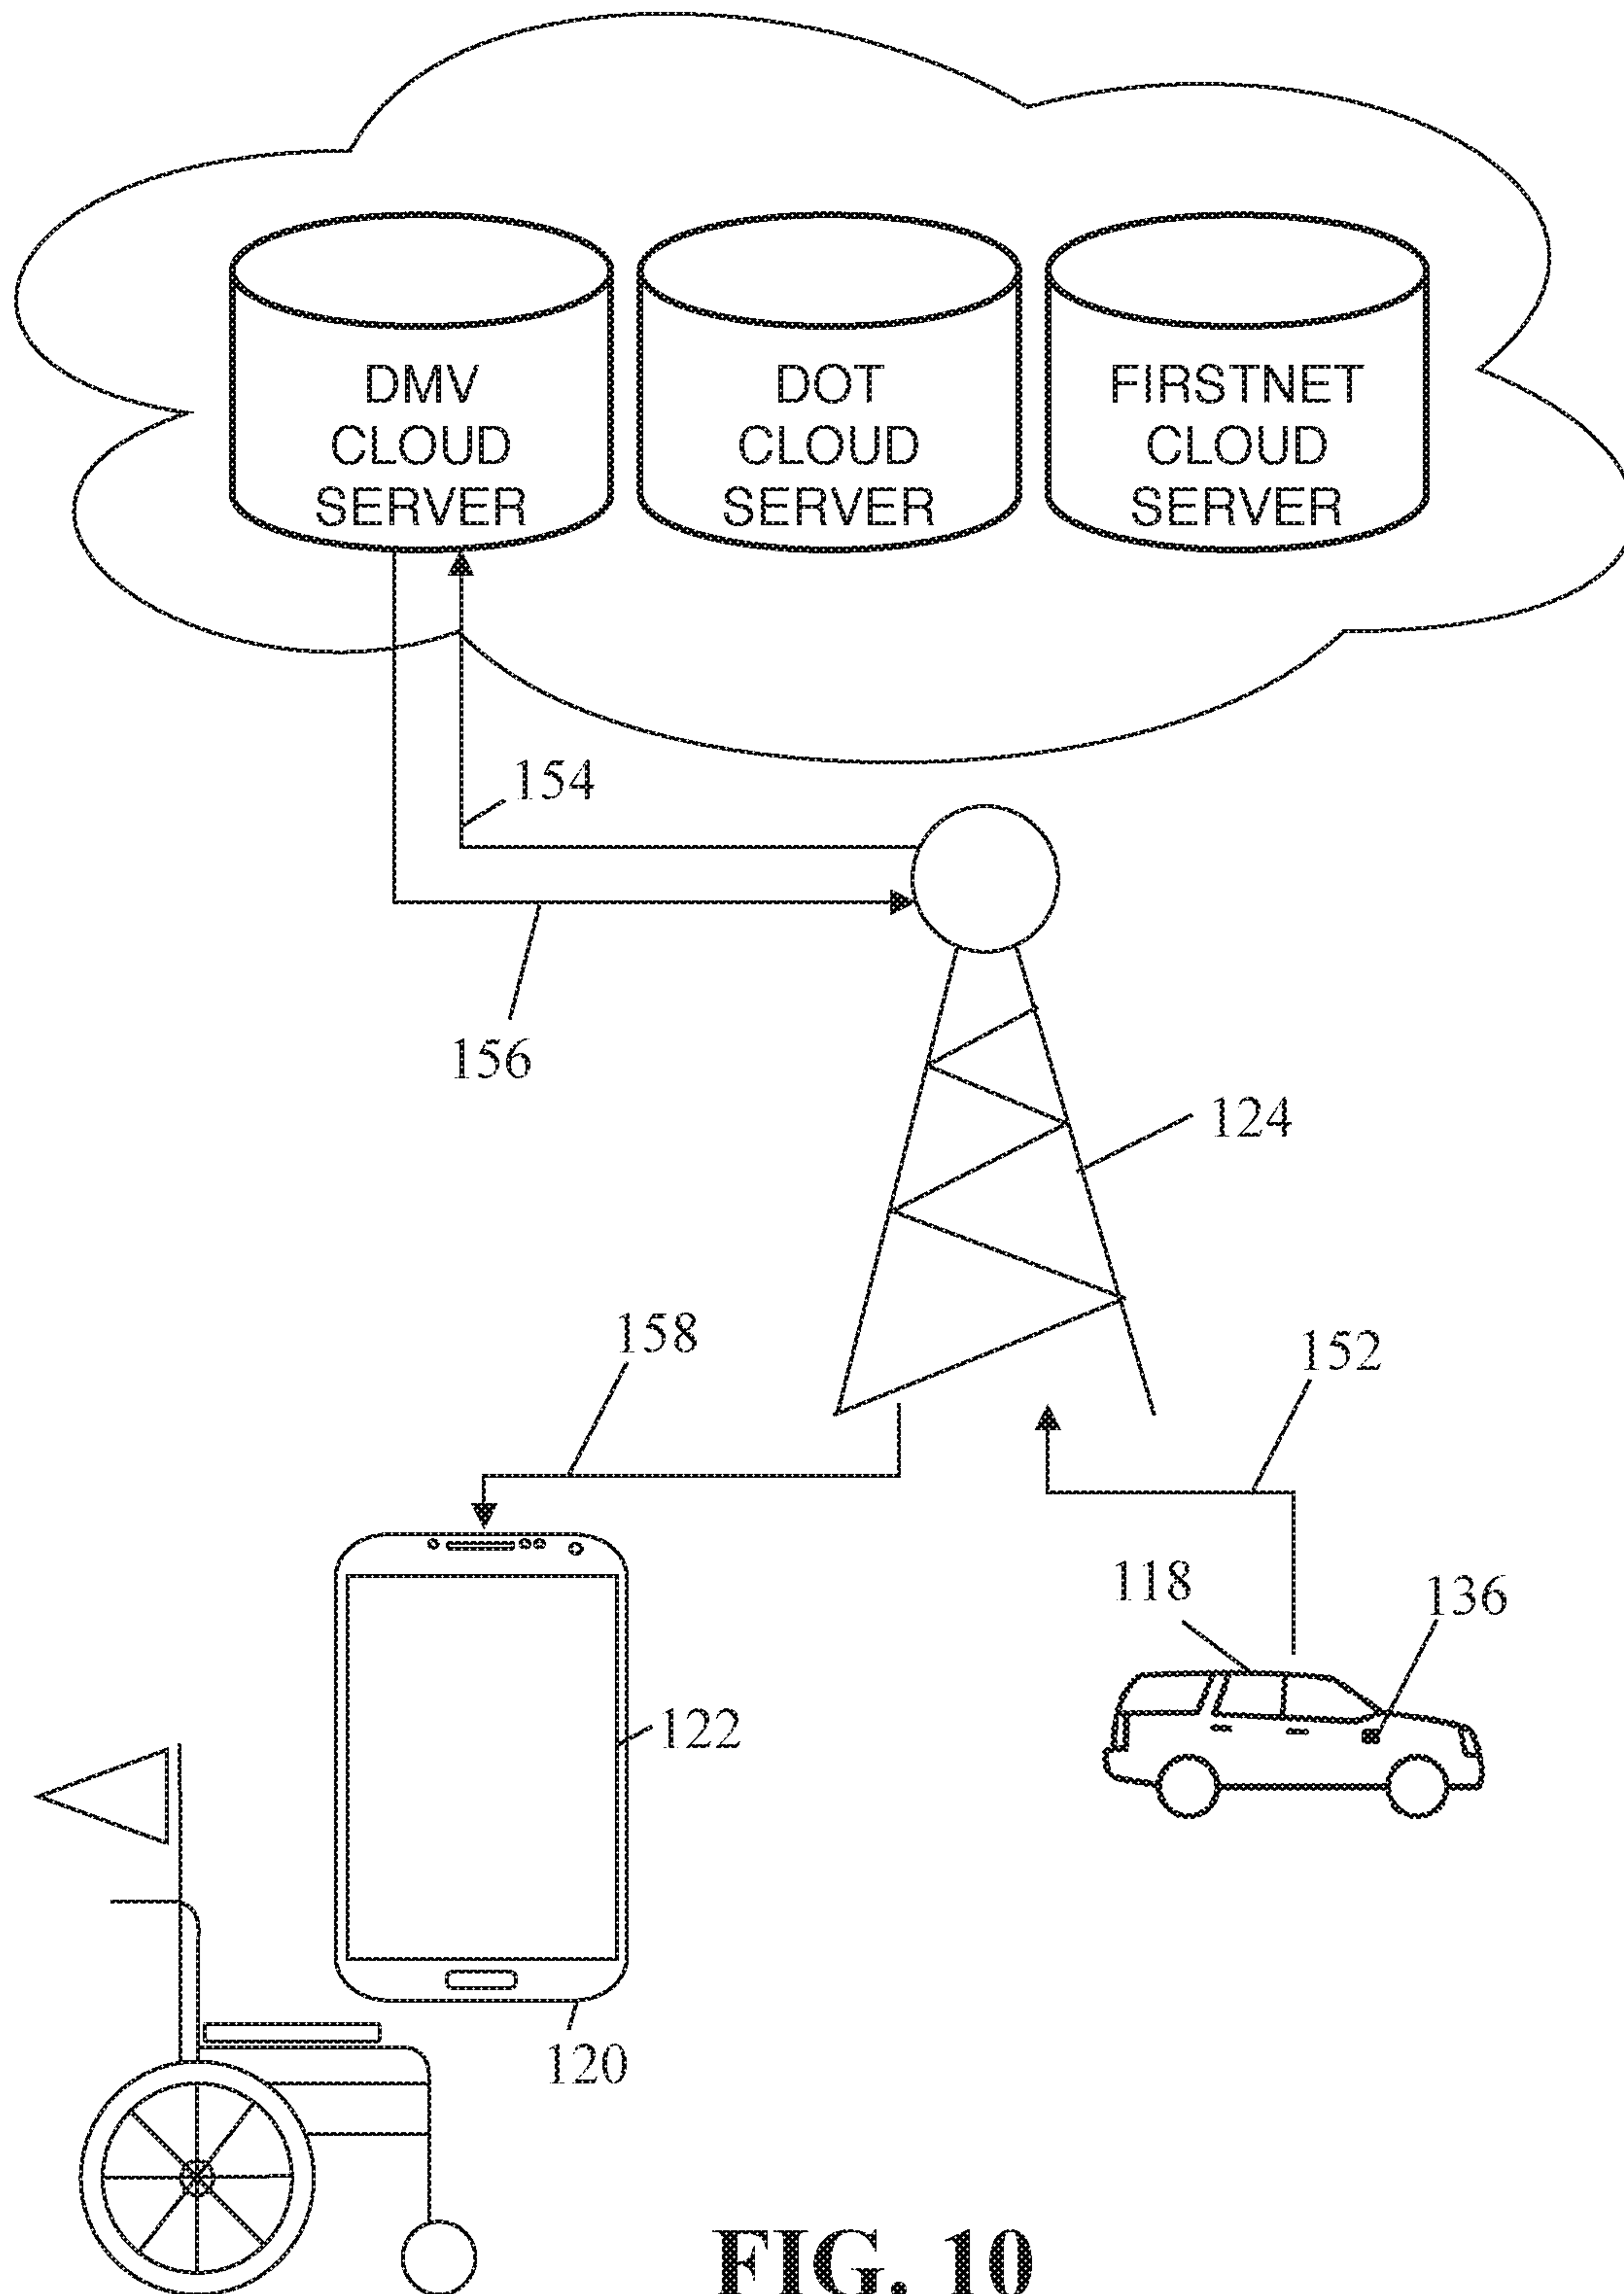 DMV
CLOUD
SERVER
DOT
CLOUD
SERVER
FIRSTNET
CLOUD
SERVER
154
156
124
158
152
118
136
122
120
FIG. 10